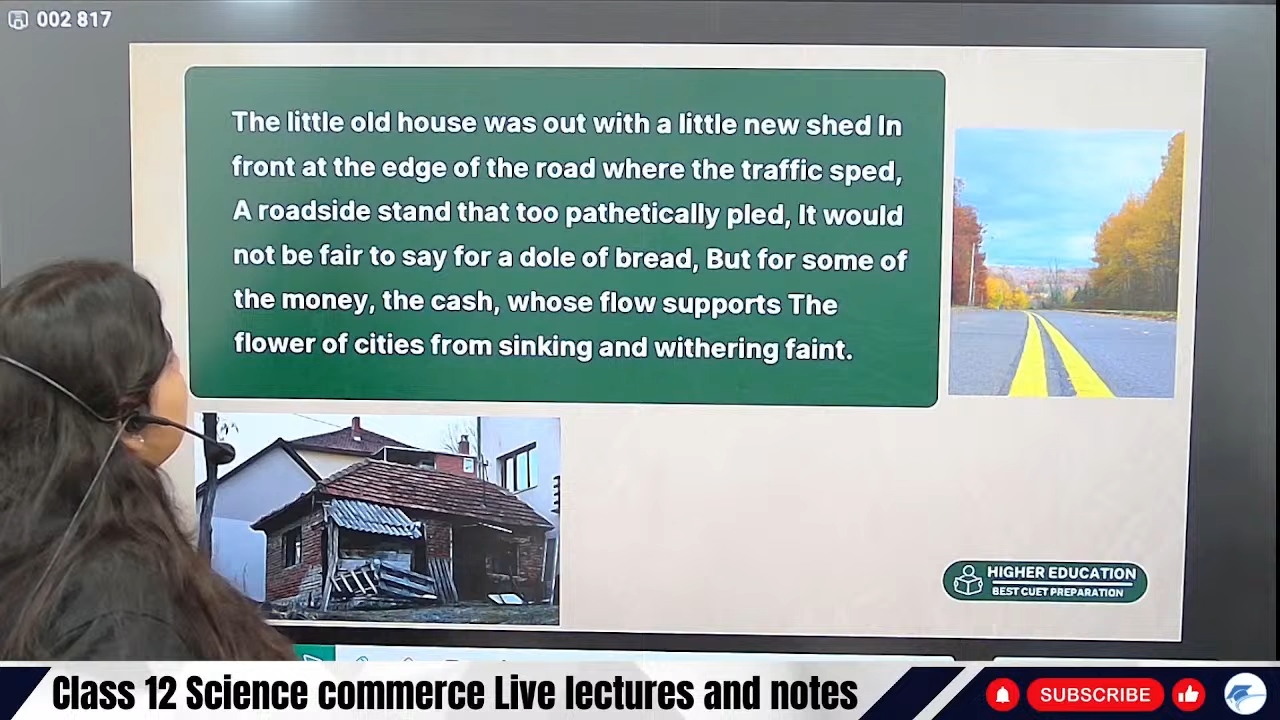 002 817
The little old house was out with a little new shed In
front at the edge of the road where the traffic sped,
A roadside stand that too pathetically pled, It would
not be fair to say for a dole of bread, But for some of
the money, the cash, whose flow supports The
flower of cities from sinking and withering faint.
HIGHER EDUCATION
BEST CUET PREPARATION
Class 12 Science commerce Live lectures and notes
SUBSCRIBE